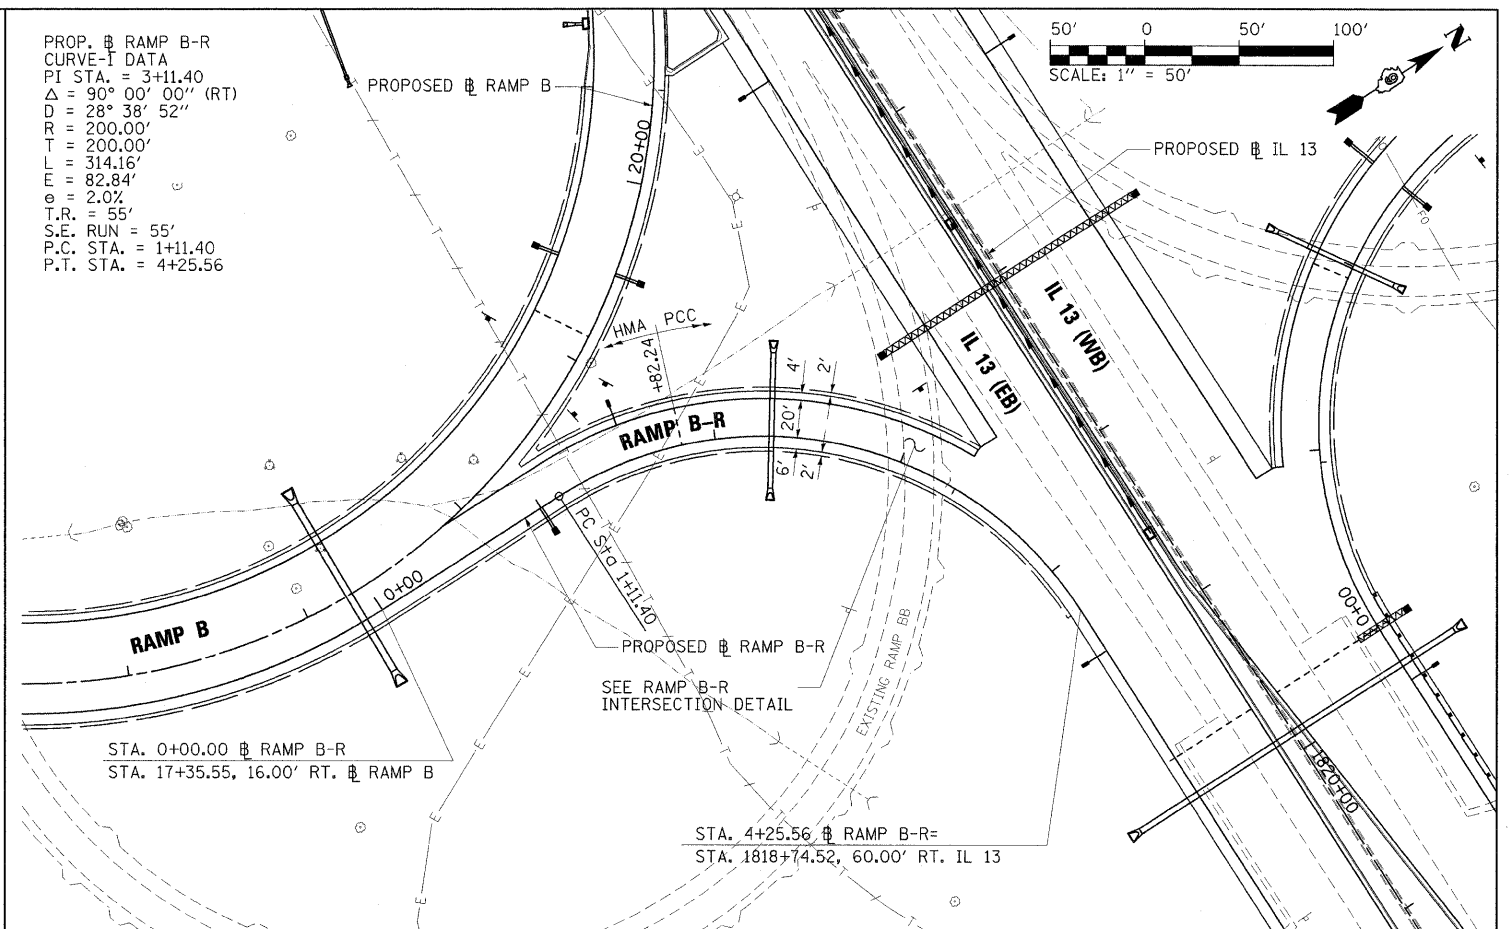 PROP. ⅊ RAMP B-R
CURVE-1 DATA
PI STA. = 3+11.40
Δ = 90° 00' 00" (RT)
D = 28° 38' 52"
R = 200.00'
T = 200.00'
L = 314.16'
E = 82.84'
e = 2.0%
T.R. = 55'
S.E. RUN = 55'
P.C. STA. = 1+11.40
P.T. STA. = 4+25.56
PROPOSED ⅊ RAMP B
20+00
50' 0 50' 100'
SCALE: 1" = 50'
N
PROPOSED ⅊ IL 13
IL 13 (WB)
IL 13 (EB)
HMA PCC
+82.24
4' 2'
20'
6' 2'
RAMP B-R
PC Sta 1+11.40
0+00
RAMP B
PROPOSED ⅊ RAMP B-R
SEE RAMP B-R
INTERSECTION DETAIL
EXISTING RAMP BB
0+00
1820+00
STA. 0+00.00 ⅊ RAMP B-R
STA. 17+35.55, 16.00' RT. ⅊ RAMP B
STA. 4+25.56 ⅊ RAMP B-R=
STA. 1818+74.52, 60.00' RT. IL 13